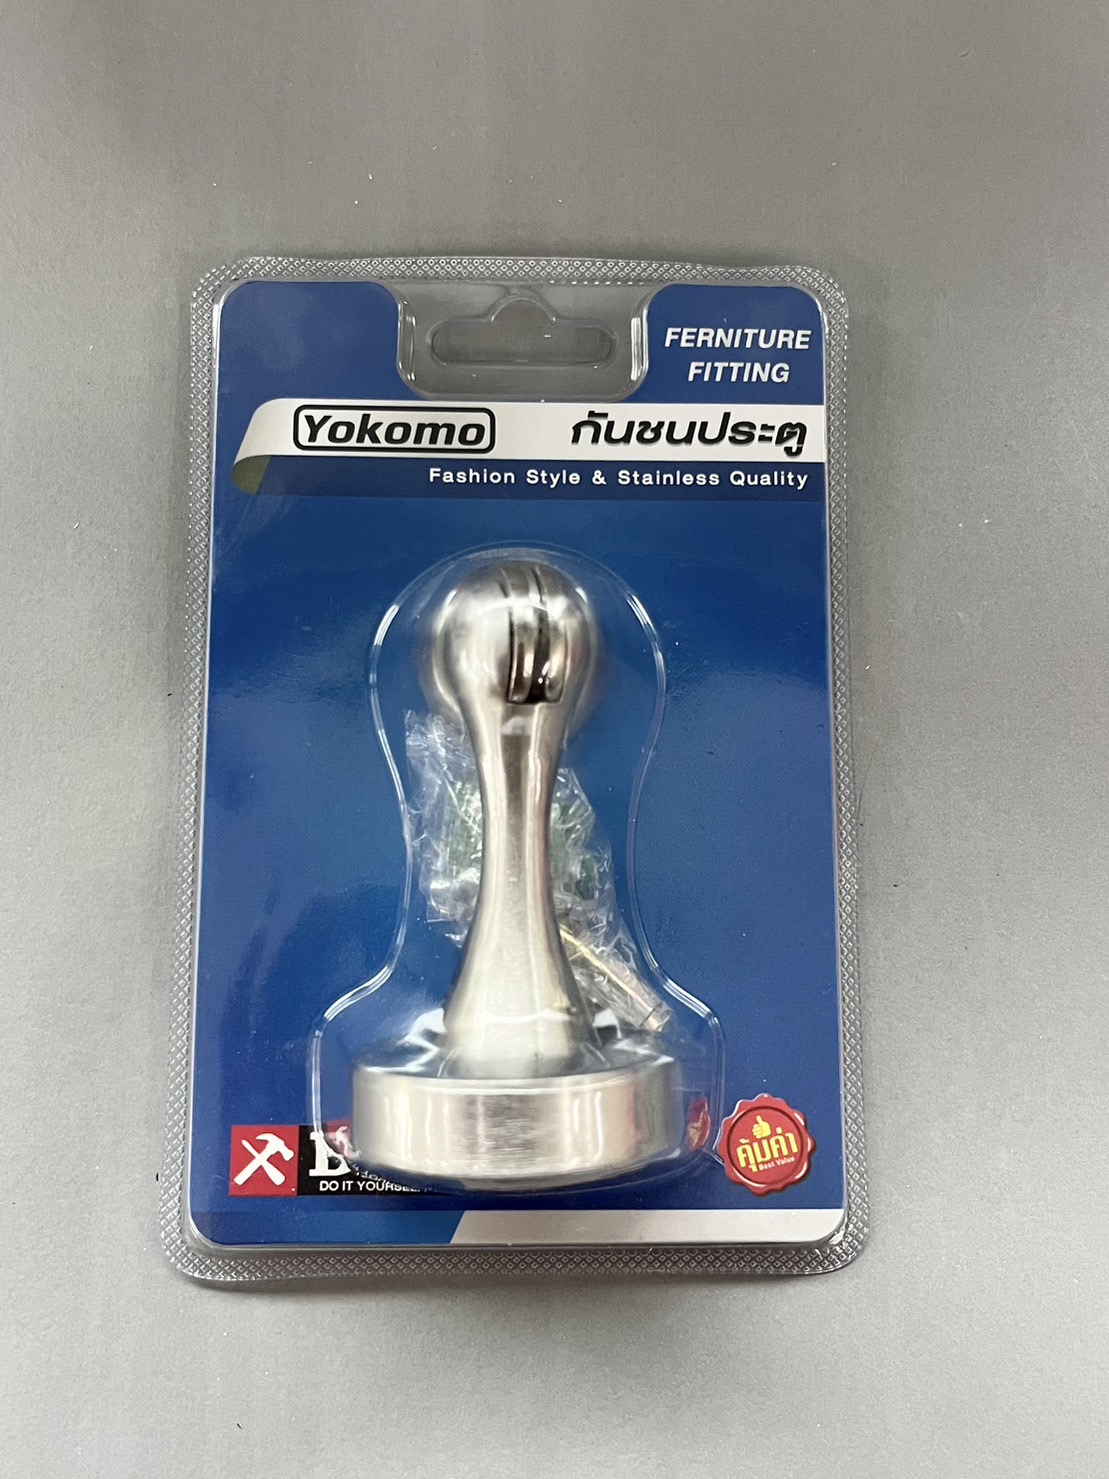 FERNITURE
FITTING
Yokomo
กันชนประตู
Fashion Style & Stainless Quality
DO IT YOURSELF
คุ้มค่า
Best Value